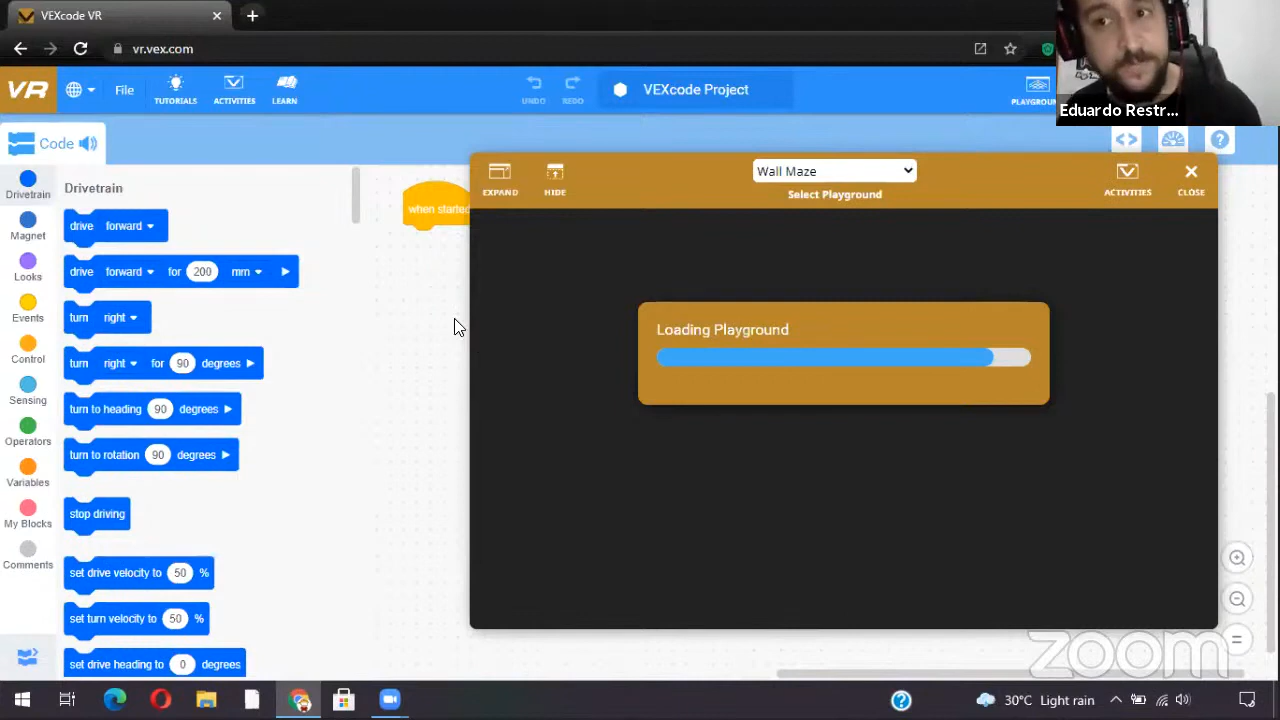 VEXcode VR
vr.vex.com
VR
File
TUTORIALS
ACTIVITIES
LEARN
UNDO
REDO
VEXcode Project
Eduardo Restr...
Code
EXPAND
HIDE
Wall Maze
Select Playground
ACTIVITIES
CLOSE
Drivetrain
Magnet
Looks
Events
Control
Sensing
Operators
Variables
My Blocks
Comments
Drivetrain
drive forward
drive forward for 200 mm
turn right
turn right for 90 degrees
turn to heading 90 degrees
turn to rotation 90 degrees
stop driving
set drive velocity to 50 %
set turn velocity to 50 %
set drive heading to 0 degrees
when started
Loading Playground
zoom
30°C Light rain